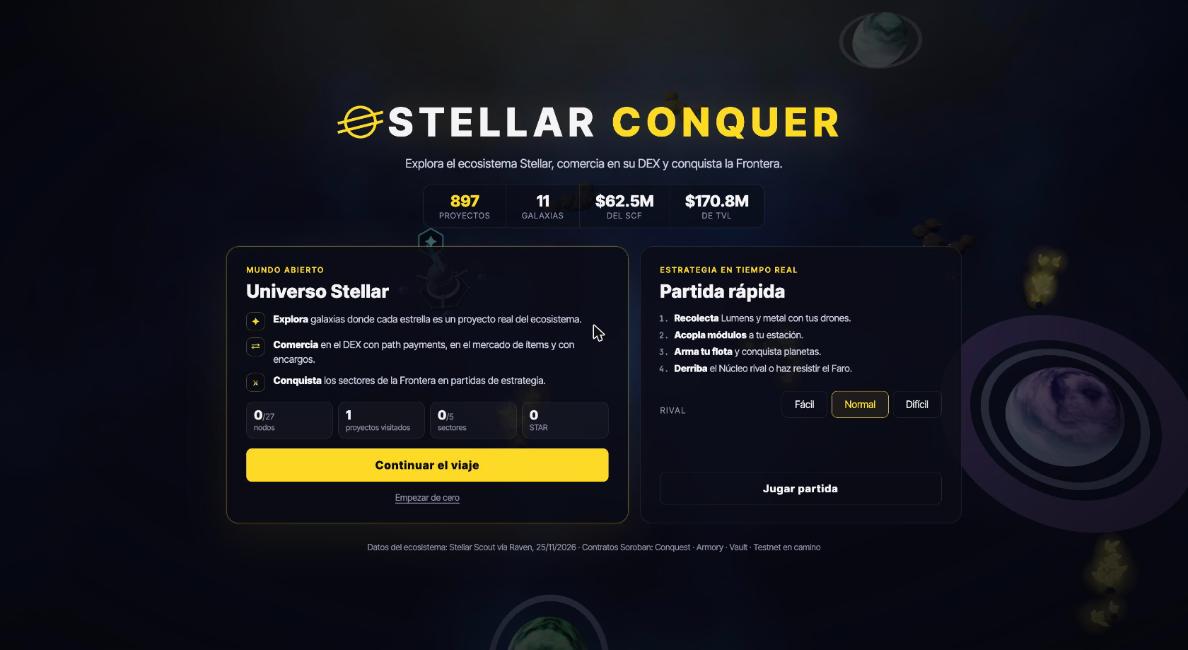 STELLAR CONQUER
Explora el ecosistema Stellar, comercia en su DEX y conquista la Frontera.
897
PROYECTOS
11
GALAXIAS
$62.5M
DEL SCF
$170.8M
DE TVL
MUNDO ABIERTO
Universo Stellar
Explora galaxias donde cada estrella es un proyecto real del ecosistema.
Comercia en el DEX con path payments, en el mercado de ítems y con
encargos.
Conquista los sectores de la Frontera en partidas de estrategia.
0/27
nodos
1
proyectos visitados
0/5
sectores
0
STAR
Continuar el viaje
Empezar de cero
ESTRATEGIA EN TIEMPO REAL
Partida rápida
1. Recolecta Lumens y metal con tus drones.
2. Acopla módulos a tu estación.
3. Arma tu flota y conquista planetas.
4. Derriba el Núcleo rival o haz resistir el Faro.
RIVAL
Fácil
Normal
Difícil
Jugar partida
Datos del ecosistema: Stellar Scout vía Raven, 25/11/2026 · Contratos Soroban: Conquest · Armory · Vault · Testnet en camino